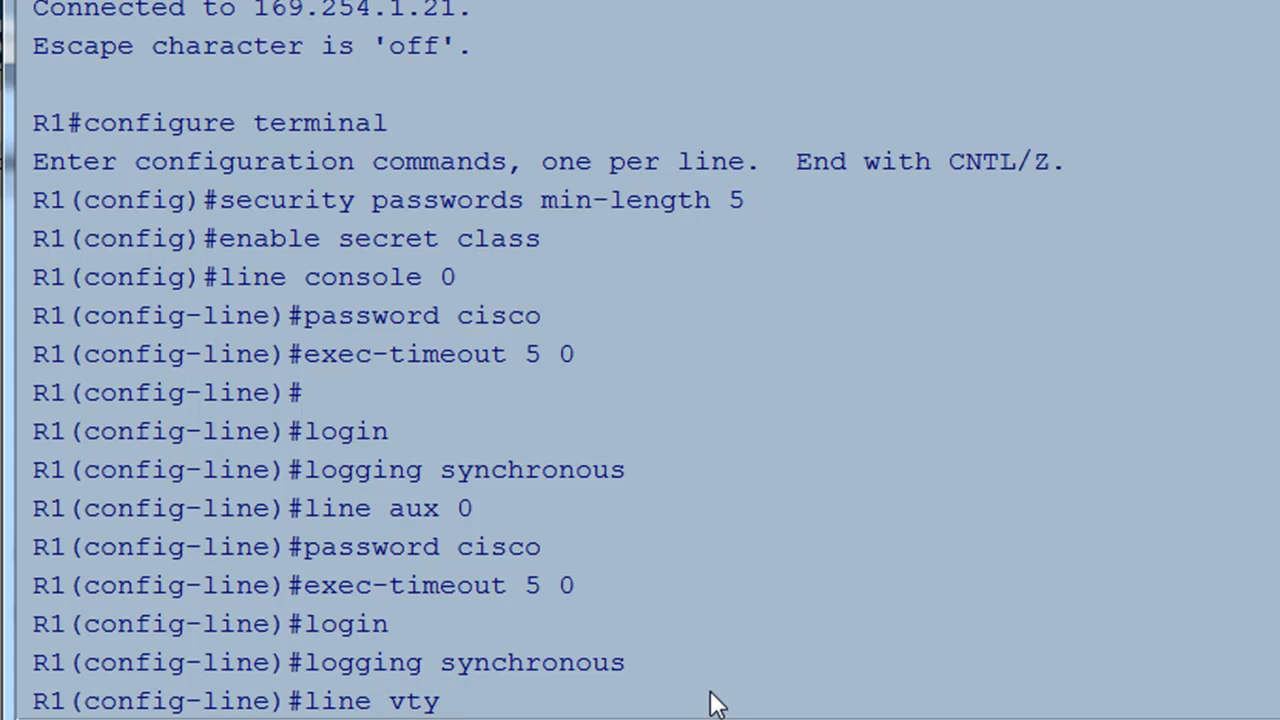 Connected to 169.254.1.21.
Escape character is 'off'.
R1#configure terminal
Enter configuration commands, one per line.  End with CNTL/Z.
R1(config)#security passwords min-length 5
R1(config)#enable secret class
R1(config)#line console 0
R1(config-line)#password cisco
R1(config-line)#exec-timeout 5 0
R1(config-line)#
R1(config-line)#login
R1(config-line)#logging synchronous
R1(config-line)#line aux 0
R1(config-line)#password cisco
R1(config-line)#exec-timeout 5 0
R1(config-line)#login
R1(config-line)#logging synchronous
R1(config-line)#line vty